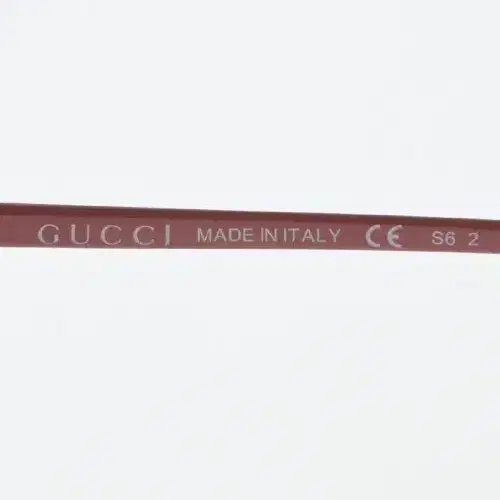 GUCCI MADE IN ITALY CE S6 2